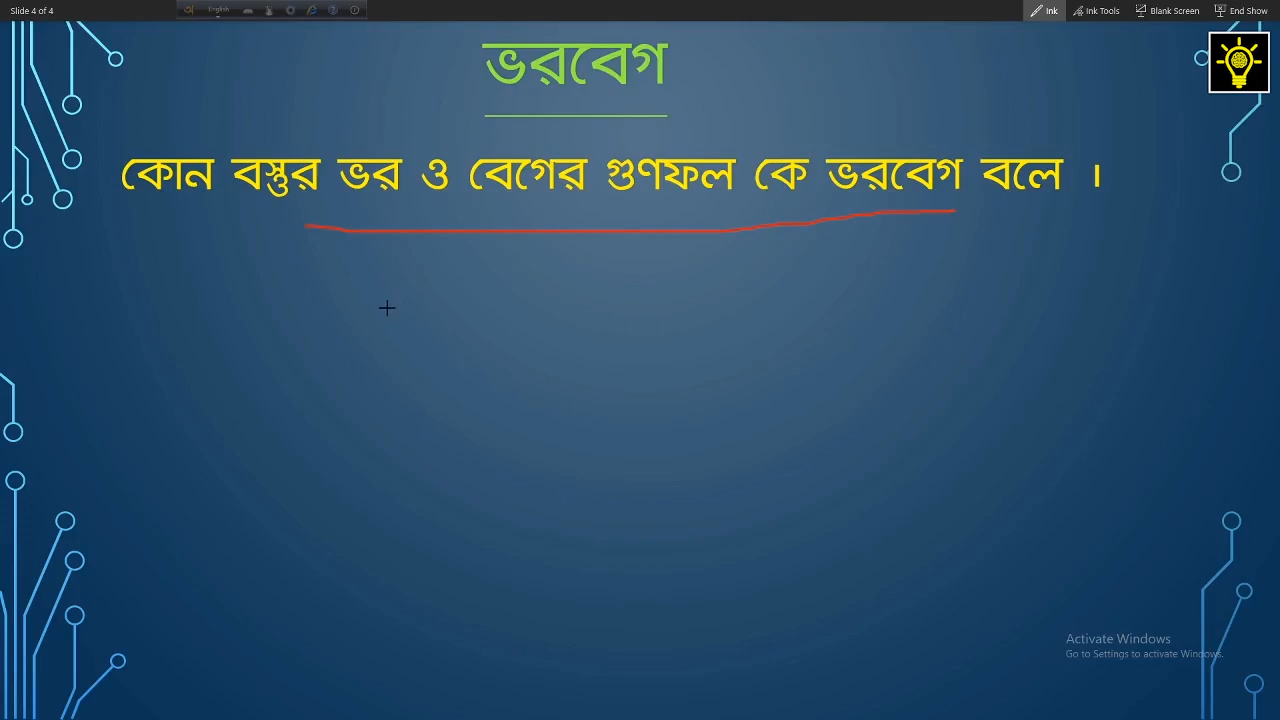 Slide 4 of 4
অ English
Ink Ink Tools Blank Screen End Show
ভরবেগ
কোন বস্তুর ভর ও বেগের গুণফল কে ভরবেগ বলে ।
Activate Windows
Go to Settings to activate Windows.